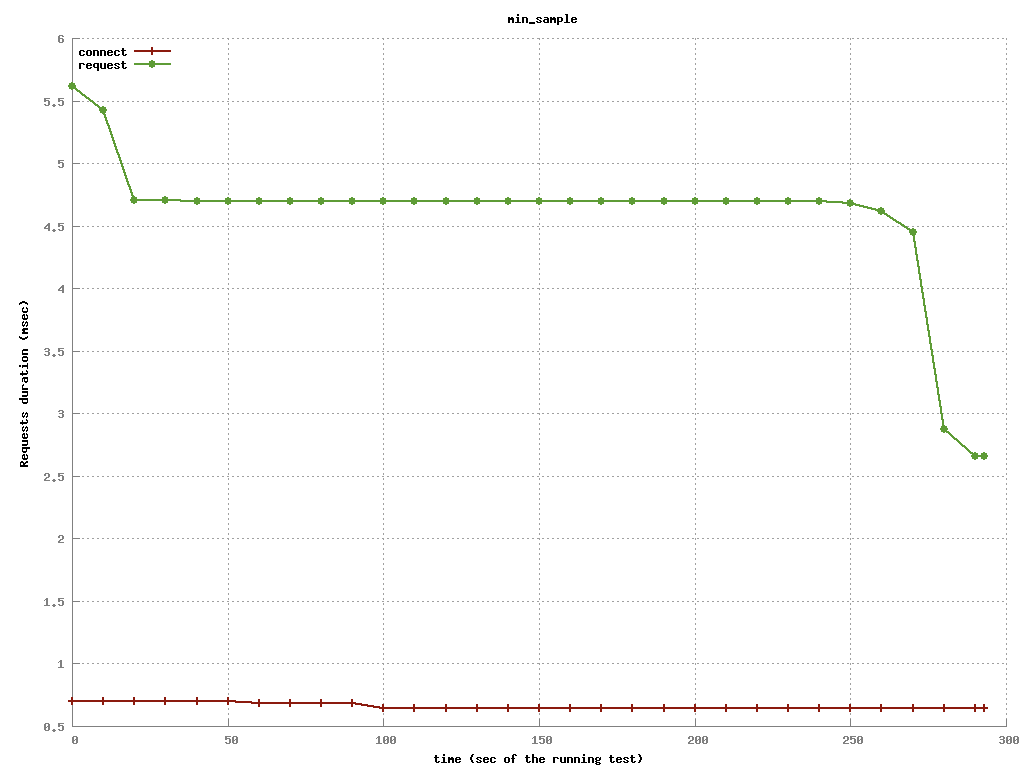 min_sample
6
connect
request
5.5
5
4.5
4
3.5
3
2.5
2
1.5
1
0.5
Requests duration (msec)
0 50 100 150 200 250 300
time (sec of the running test)